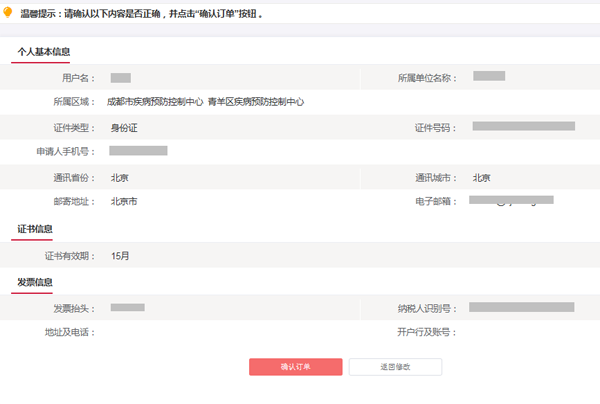 温馨提示：请确认以下内容是否正确，并点击“确认订单”按钮。
个人基本信息
用户名： 所属单位名称：
所属区域： 成都市疾病预防控制中心 青羊区疾病预防控制中心
证件类型： 身份证 证件号码：
申请人手机号：
通讯省份： 北京 通讯城市： 北京
邮寄地址： 北京市 电子邮箱：
证书信息
证书有效期： 15月
发票信息
发票抬头： 纳税人识别号：
地址及电话： 开户行及账号：
确认订单 返回修改